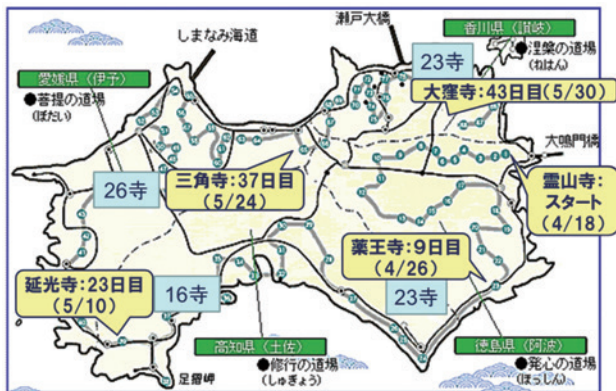 しまなみ海道
瀬戸大橋
香川県〈讃岐〉
●涅槃の道場
(ねはん)
23寺
愛媛県〈伊予〉
●菩提の道場
(ぼだい)
大窪寺:43日目
(5/30)
大鳴門橋
三角寺:37日目
(5/24)
霊山寺:
スタート
(4/18)
26寺
薬王寺:9日目
(4/26)
延光寺:23日目
(5/10)
16寺
23寺
高知県〈土佐〉
●修行の道場
(しゅぎょう)
徳島県〈阿波〉
●発心の道場
(ほっしん)
足摺岬